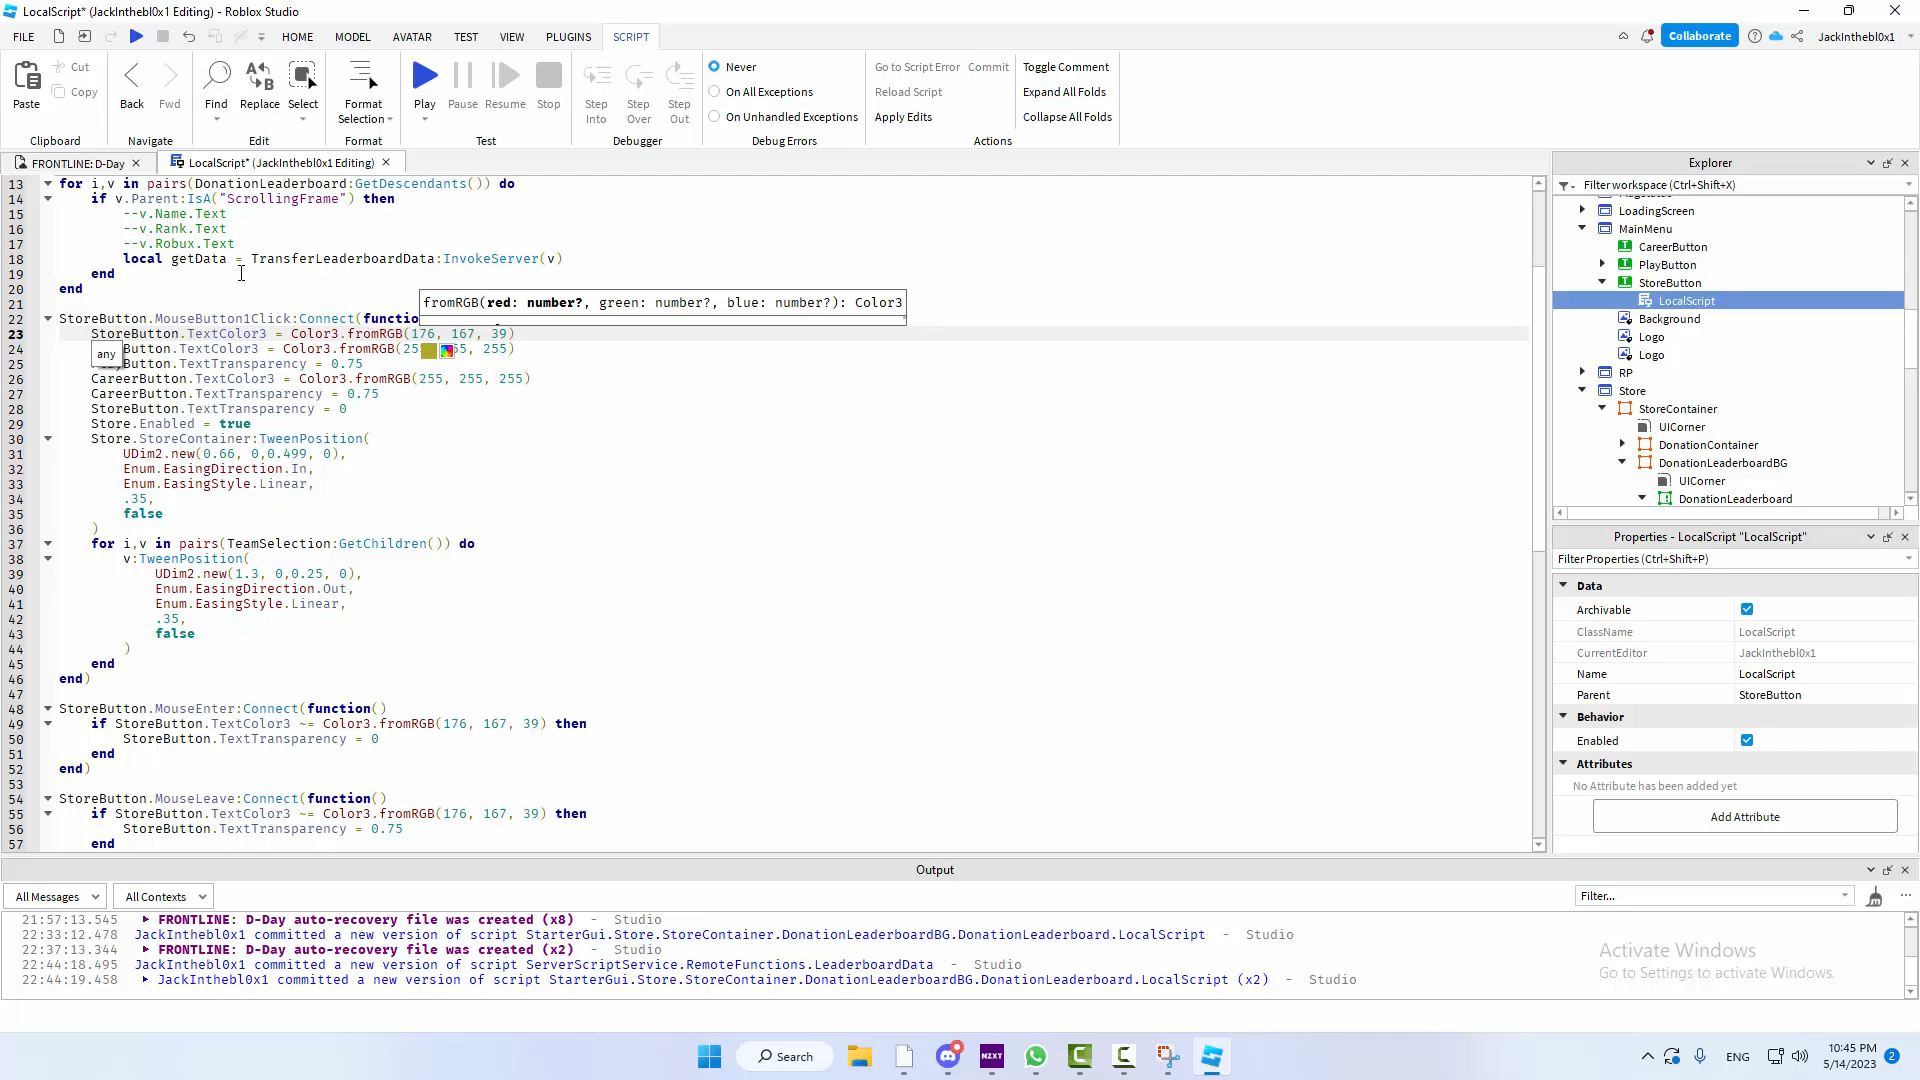 LocalScript* (JackInthebl0x1 Editing) - Roblox Studio
FILE HOME MODEL AVATAR TEST VIEW PLUGINS SCRIPT Collaborate JackInthebl0x1
Paste Cut Copy Clipboard
Back Fwd Navigate
Find Replace Select Edit
Format Selection Format
Play Pause Resume Stop Test
Step Into Step Over Step Out Debugger
Never
On All Exceptions
On Unhandled Exceptions
Debug Errors
Go to Script Error Commit
Reload Script
Apply Edits
Toggle Comment
Expand All Folds
Collapse All Folds
Actions
FRONTLINE: D-Day LocalScript* (JackInthebl0x1 Editing)
13 for i,v in pairs(DonationLeaderboard:GetDescendants()) do
14 if v.Parent:IsA("ScrollingFrame") then
15 --v.Name.Text
16 --v.Rank.Text
17 --v.Robux.Text
18 local getData = TransferLeaderboardData:InvokeServer(v)
19 end
20 end
21
fromRGB(red: number?, green: number?, blue: number?): Color3
22 StoreButton.MouseButton1Click:Connect(functio
23 StoreButton.TextColor3 = Color3.fromRGB(176, 167, 39)
24 Button.TextColor3 = Color3.fromRGB(25 55, 255)
any
25 Button.TextTransparency = 0.75
26 CareerButton.TextColor3 = Color3.fromRGB(255, 255, 255)
27 CareerButton.TextTransparency = 0.75
28 StoreButton.TextTransparency = 0
29 Store.Enabled = true
30 Store.StoreContainer:TweenPosition(
31 UDim2.new(0.66, 0,0.499, 0),
32 Enum.EasingDirection.In,
33 Enum.EasingStyle.Linear,
34 .35,
35 false
36 )
37 for i,v in pairs(TeamSelection:GetChildren()) do
38 v:TweenPosition(
39 UDim2.new(1.3, 0,0.25, 0),
40 Enum.EasingDirection.Out,
41 Enum.EasingStyle.Linear,
42 .35,
43 false
44 )
45 end
46 end)
47
48 StoreButton.MouseEnter:Connect(function()
49 if StoreButton.TextColor3 ~= Color3.fromRGB(176, 167, 39) then
50 StoreButton.TextTransparency = 0
51 end
52 end)
53
54 StoreButton.MouseLeave:Connect(function()
55 if StoreButton.TextColor3 ~= Color3.fromRGB(176, 167, 39) then
56 StoreButton.TextTransparency = 0.75
57 end
Explorer
Filter workspace (Ctrl+Shift+X)
LoadingScreen
MainMenu
CareerButton
PlayButton
StoreButton
LocalScript
Background
Logo
Logo
RP
Store
StoreContainer
UICorner
DonationContainer
DonationLeaderboardBG
UICorner
DonationLeaderboard
Properties - LocalScript "LocalScript"
Filter Properties (Ctrl+Shift+P)
Data
Archivable
ClassName LocalScript
CurrentEditor JackInthebl0x1
Name LocalScript
Parent StoreButton
Behavior
Enabled
Attributes
No Attribute has been added yet
Add Attribute
Output
All Messages All Contexts Filter...
21:57:13.545 FRONTLINE: D-Day auto-recovery file was created (x8) - Studio
22:33:12.478 JackInthebl0x1 committed a new version of script StarterGui.Store.StoreContainer.DonationLeaderboardBG.DonationLeaderboard.LocalScript - Studio
22:37:13.344 FRONTLINE: D-Day auto-recovery file was created (x2) - Studio
22:44:18.495 JackInthebl0x1 committed a new version of script ServerScriptService.RemoteFunctions.LeaderboardData - Studio
22:44:19.458 JackInthebl0x1 committed a new version of script StarterGui.Store.StoreContainer.DonationLeaderboardBG.DonationLeaderboard.LocalScript (x2) - Studio
Activate Windows
Go to Settings to activate Windows.
Search NZXT ENG 10:45 PM
5/14/2023 2